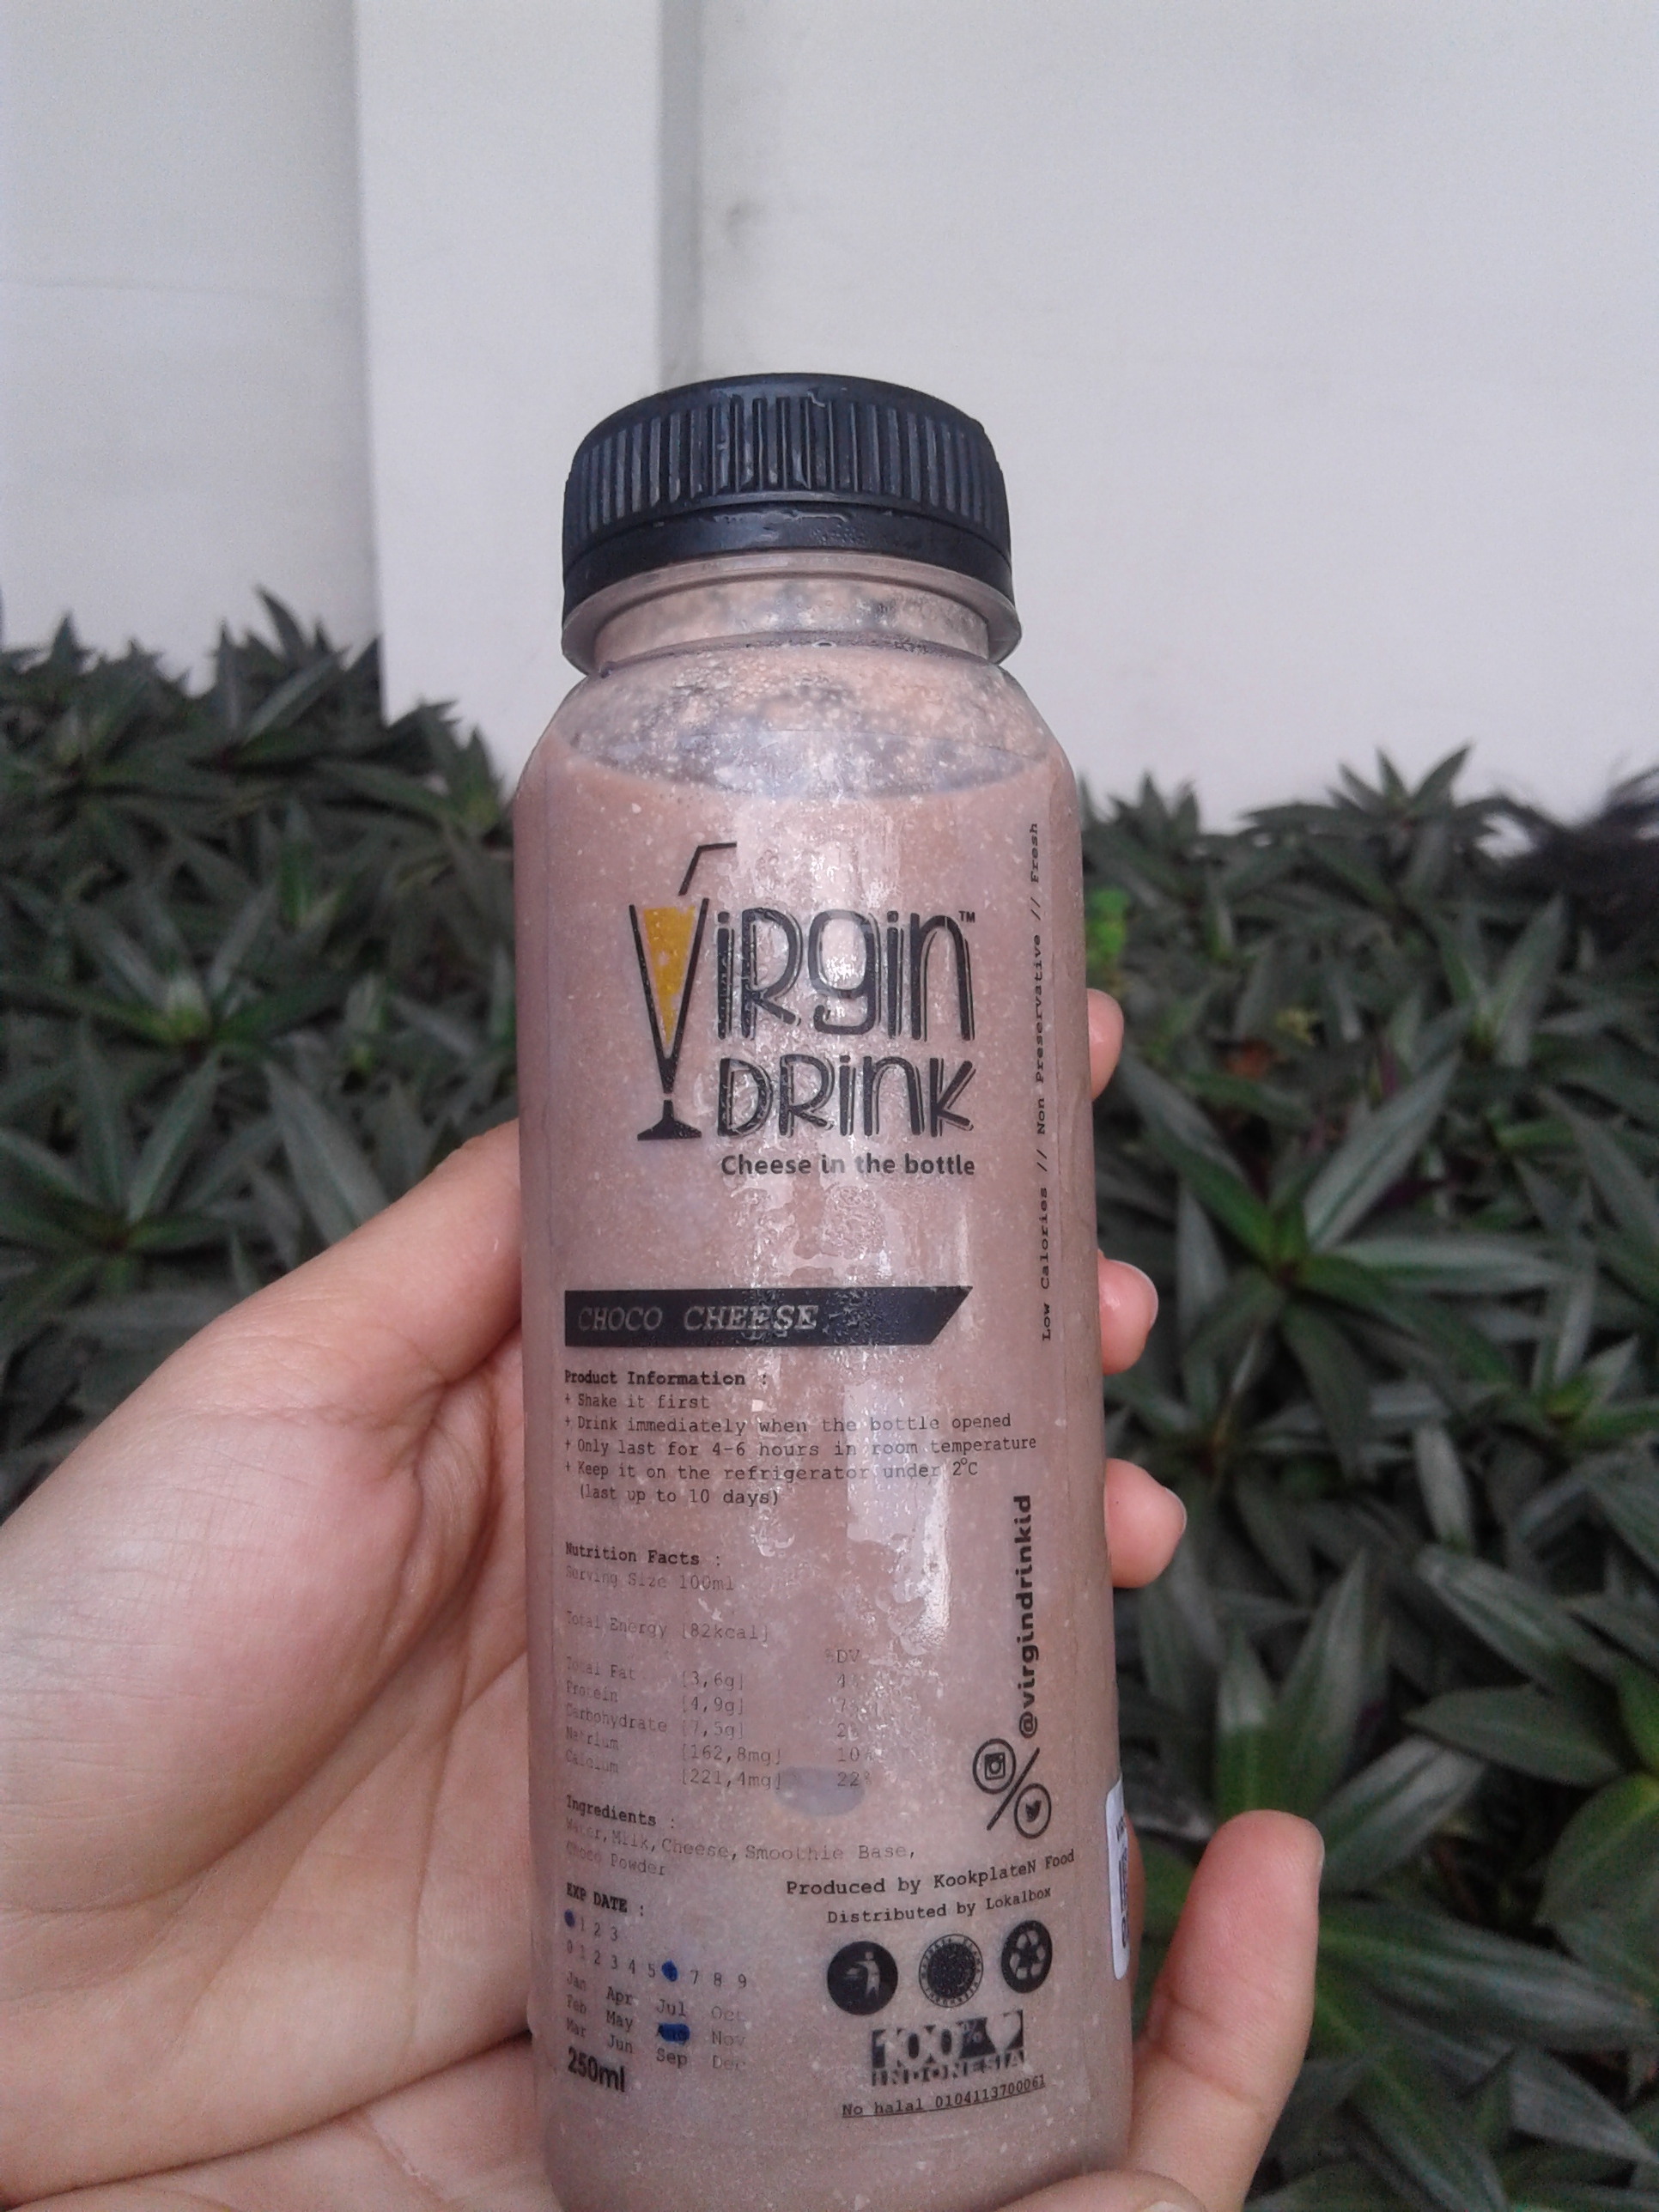 Virgin™
Drink
Cheese in the bottle
Low Calories // Non Preservative // Fresh
CHOCO CHEESE
Product Information :
+ Shake it first
+ Drink immediately when the bottle opened
+ Only last for 4-6 hours in room temperature
+ Keep it on the refrigerator under 2°C
(last up to 10 days)
Nutrition Facts :
Serving Size 100ml
Total Energy [82kcal]
%DV
Total Fat [3,6g] 4%
Protein [4,9g] 7%
Carbohydrate [7,5g] 2%
Natrium [162,8mg] 10%
Calcium [221,4mg] 22%
@virgindrinkid
Ingredients :
Water, Milk, Cheese, Smoothie Base,
Choco Powder
Produced by KookplateN Food
Distributed by Lokalbox
EXP DATE :
1 2 3
0 1 2 3 4 5 6 7 8 9
Jan Apr Jul Oct
Feb May Aug Nov
Mar Jun Sep Dec
250ml
100%
INDONESIA
No halal 0104113700061